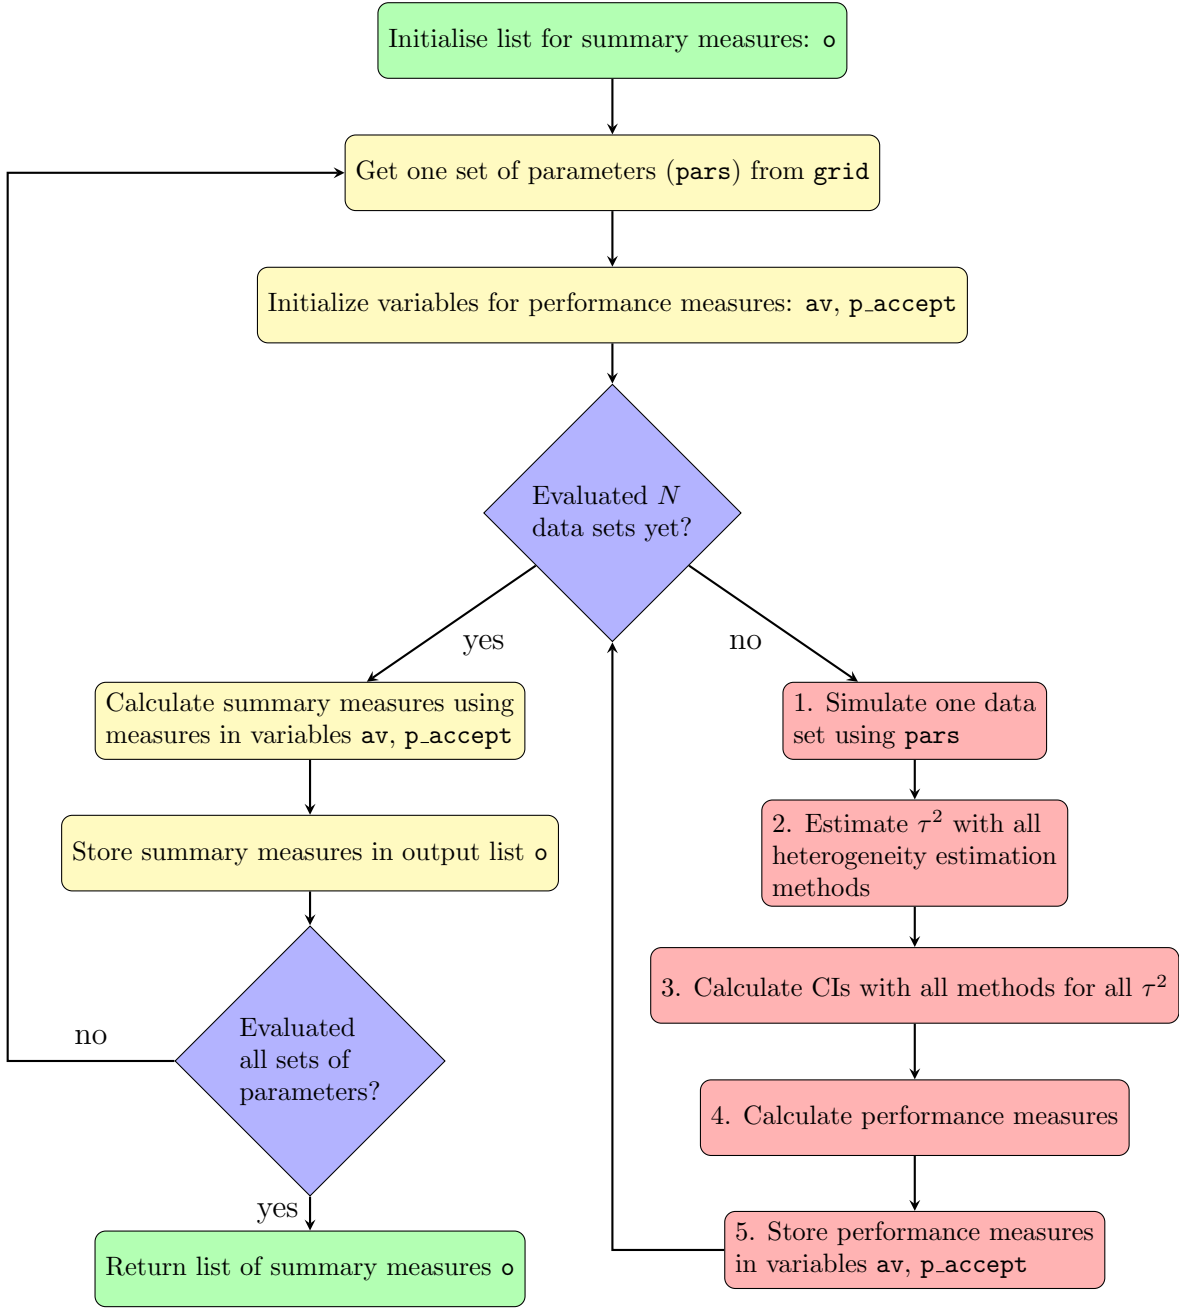 Initialise list for summary measures: o
Get one set of parameters (pars) from grid
Initialize variables for performance measures: av, p_accept
Evaluated N
data sets yet?
yes
no
Calculate summary measures using
measures in variables av, p_accept
1. Simulate one data
set using pars
Store summary measures in output list o
2. Estimate τ² with all
heterogeneity estimation
methods
3. Calculate CIs with all methods for all τ²
no
Evaluated
all sets of
parameters?
4. Calculate performance measures
yes
5. Store performance measures
in variables av, p_accept
Return list of summary measures o